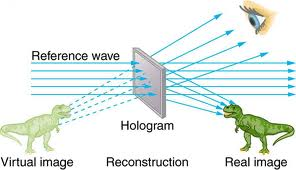 Reference wave
Hologram
Virtual image
Reconstruction
Real image